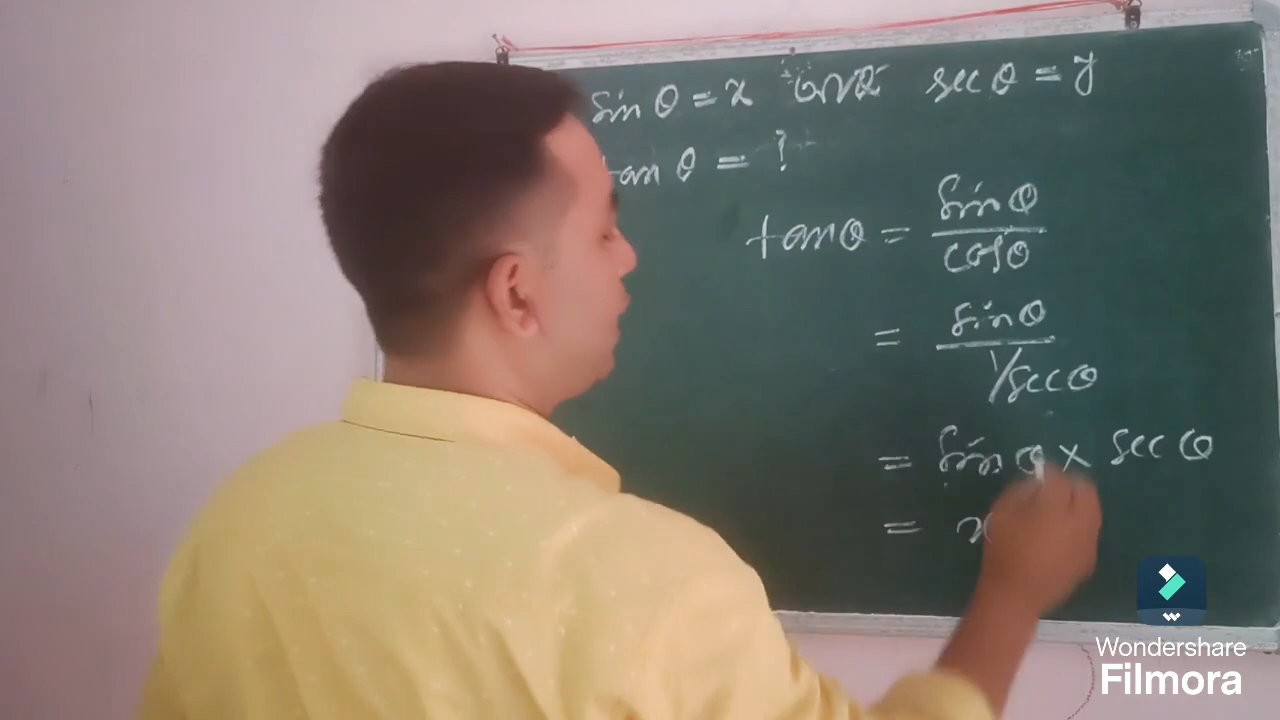 sin θ = x और sec θ = y
tan θ = ?
tan θ = sin θ / cos θ
= sin θ / 1/sec θ
= sin θ × sec θ
= x
Wondershare
Filmora